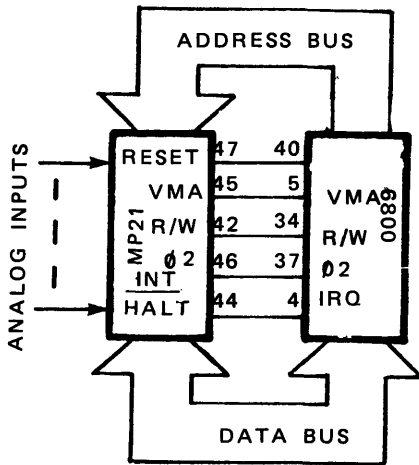 ADDRESS BUS
ANALOG INPUTS
MP21
RESET 47 40
VMA 45 5 VMA
R/W 42 34 R/W
ø2 46 37 ø2
INT
HALT 44 4 IRQ
6800
DATA BUS